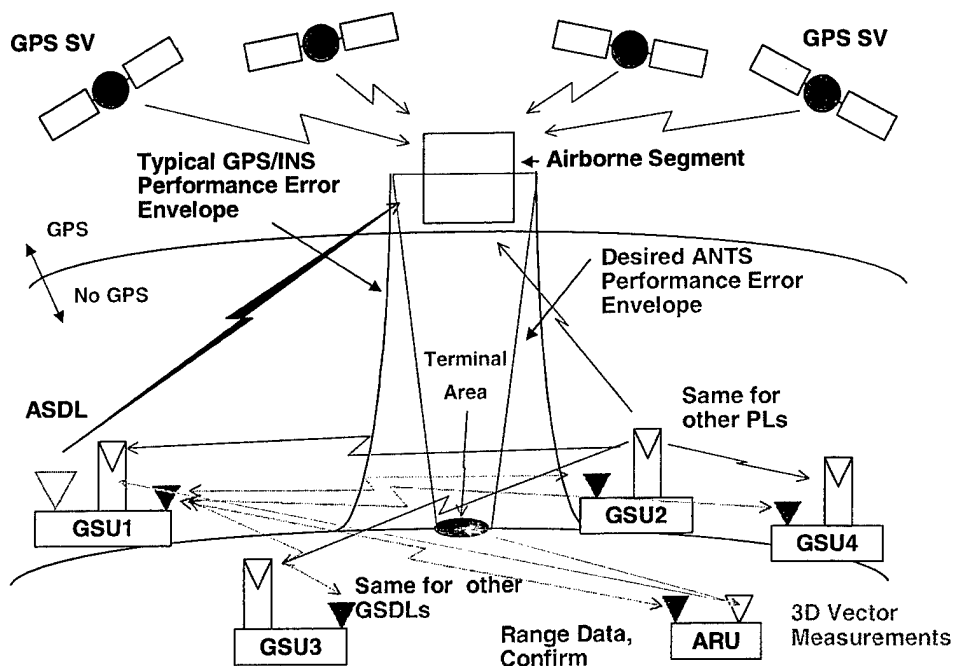 GPS SV
GPS SV
Typical GPS/INS
Performance Error
Envelope
Airborne Segment
GPS
No GPS
Desired ANTS
Performance Error
Envelope
Terminal
Area
ASDL
Same for
other PLs
GSU1
GSU2
GSU4
Same for other
GSDLs
GSU3
Range Data,
Confirm
ARU
3D Vector
Measurements